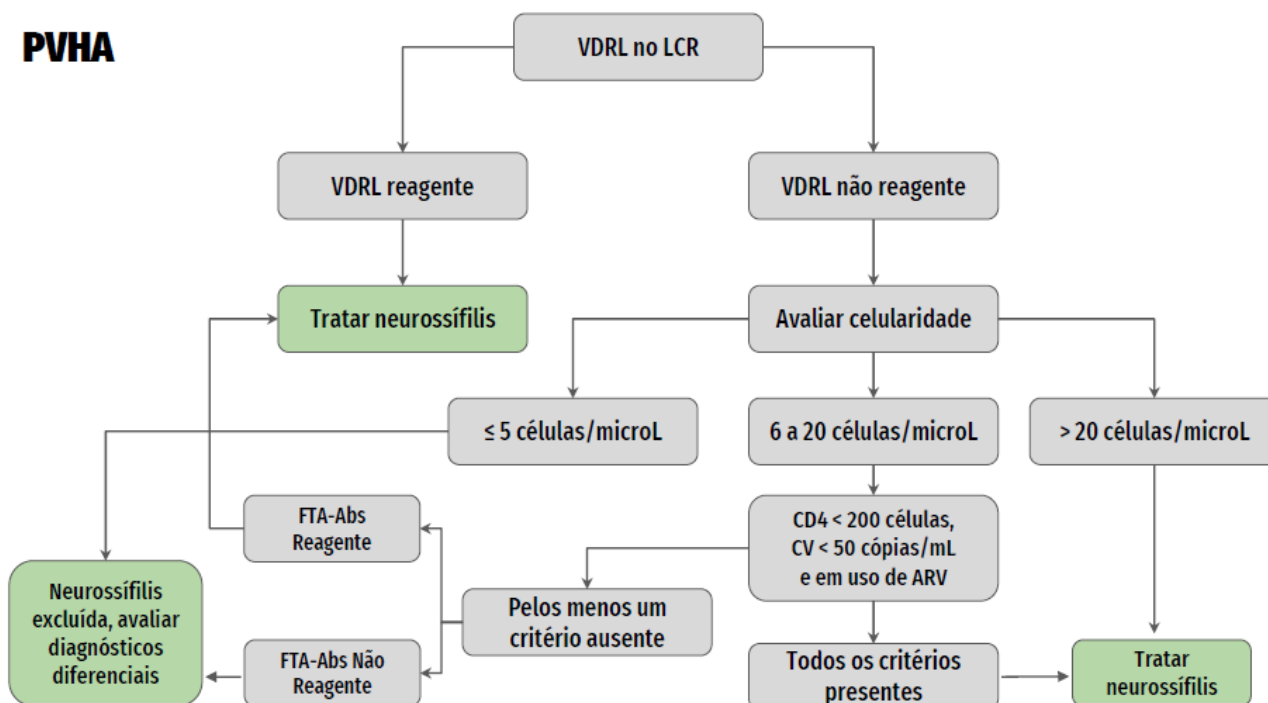 PVHA
VDRL no LCR
VDRL reagente
VDRL não reagente
Tratar neurossífilis
Avaliar celularidade
≤ 5 células/microL
6 a 20 células/microL
> 20 células/microL
FTA-Abs
Reagente
CD4 < 200 células,
CV < 50 cópias/mL
e em uso de ARV
Neurossífilis
excluída, avaliar
diagnósticos
diferenciais
Pelos menos um
critério ausente
FTA-Abs Não
Reagente
Todos os critérios
presentes
Tratar
neurossífilis